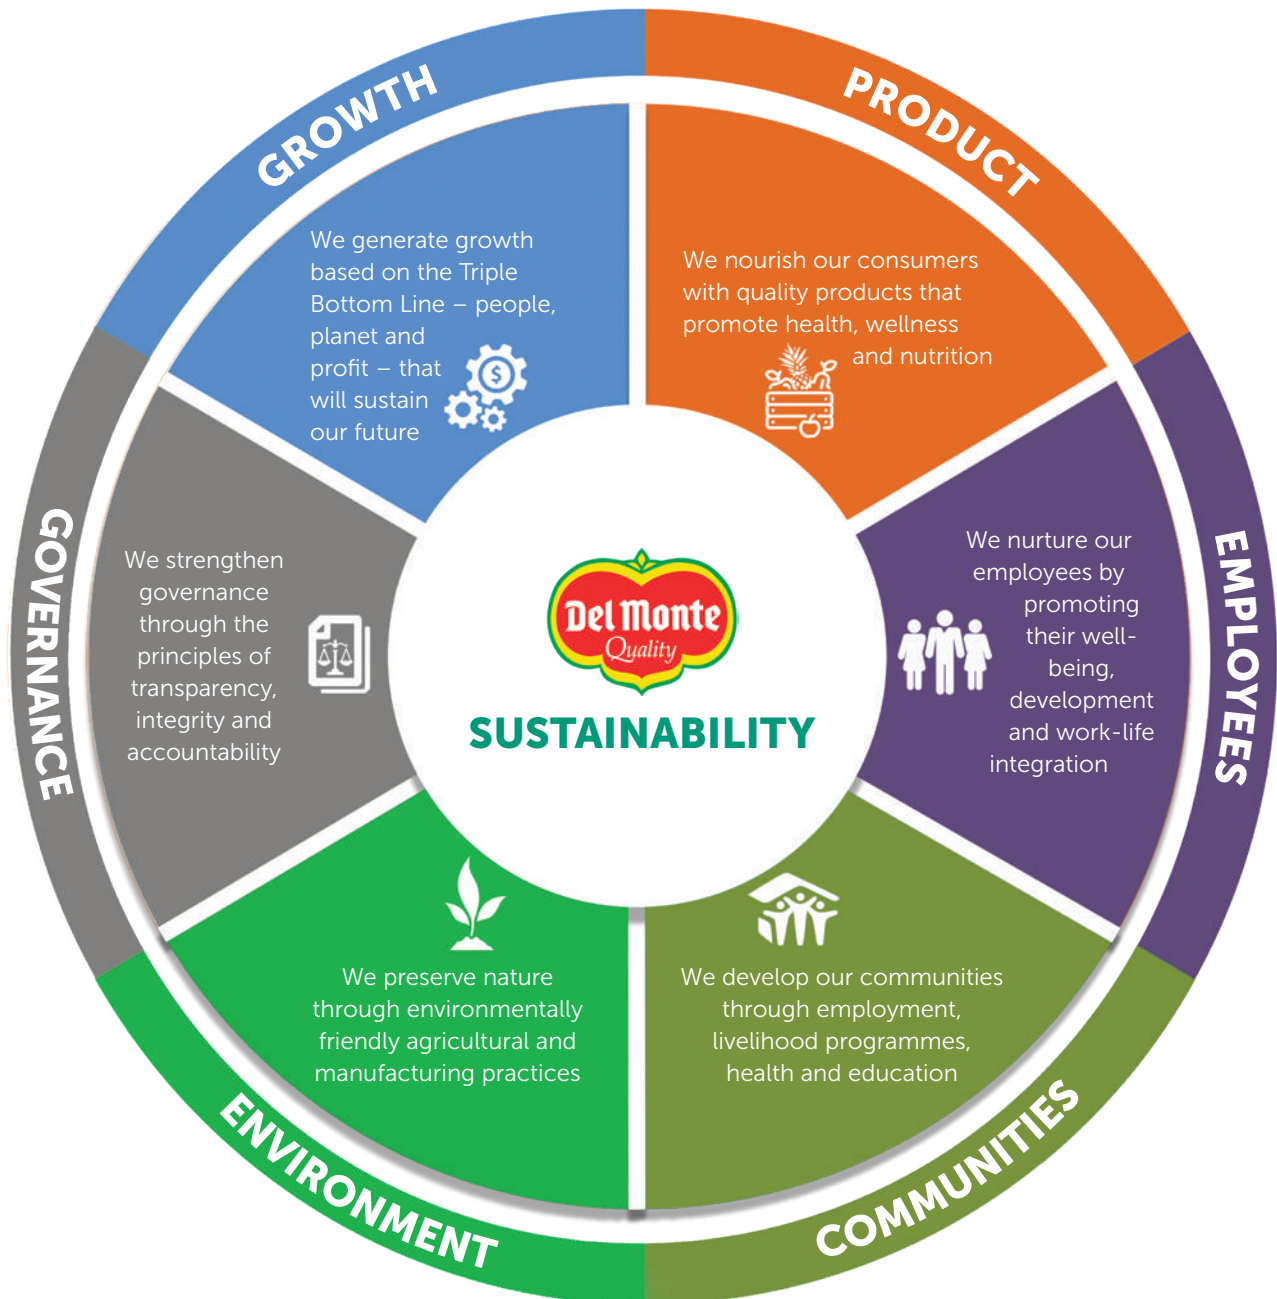 GROWTH
We generate growth
based on the Triple
Bottom Line – people,
planet and
profit – that
will sustain
our future
$
PRODUCT
We nourish our consumers
with quality products that
promote health, wellness
and nutrition
EMPLOYEES
We nurture our
employees by
promoting
their well-
being,
development
and work-life
integration
COMMUNITIES
We develop our communities
through employment,
livelihood programmes,
health and education
ENVIRONMENT
We preserve nature
through environmentally
friendly agricultural and
manufacturing practices
GOVERNANCE
We strengthen
governance
through the
principles of
transparency,
integrity and
accountability
Del Monte
Quality
SUSTAINABILITY